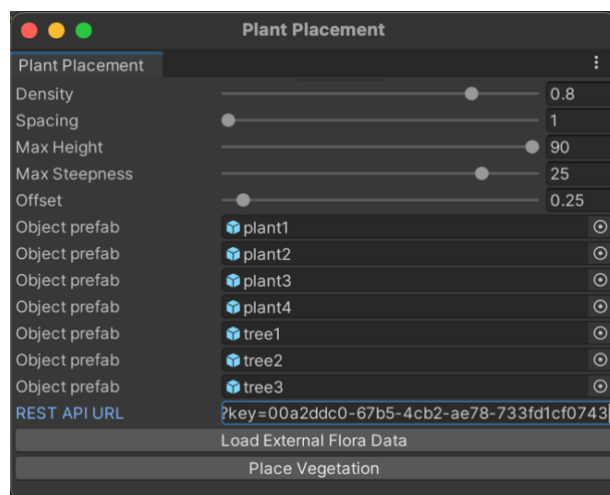 Plant Placement
Plant Placement
Density 0.8
Spacing 1
Max Height 90
Max Steepness 25
Offset 0.25
Object prefab plant1
Object prefab plant2
Object prefab plant3
Object prefab plant4
Object prefab tree1
Object prefab tree2
Object prefab tree3
REST API URL ?key=00a2ddc0-67b5-4cb2-ae78-733fd1cf0743
Load External Flora Data
Place Vegetation